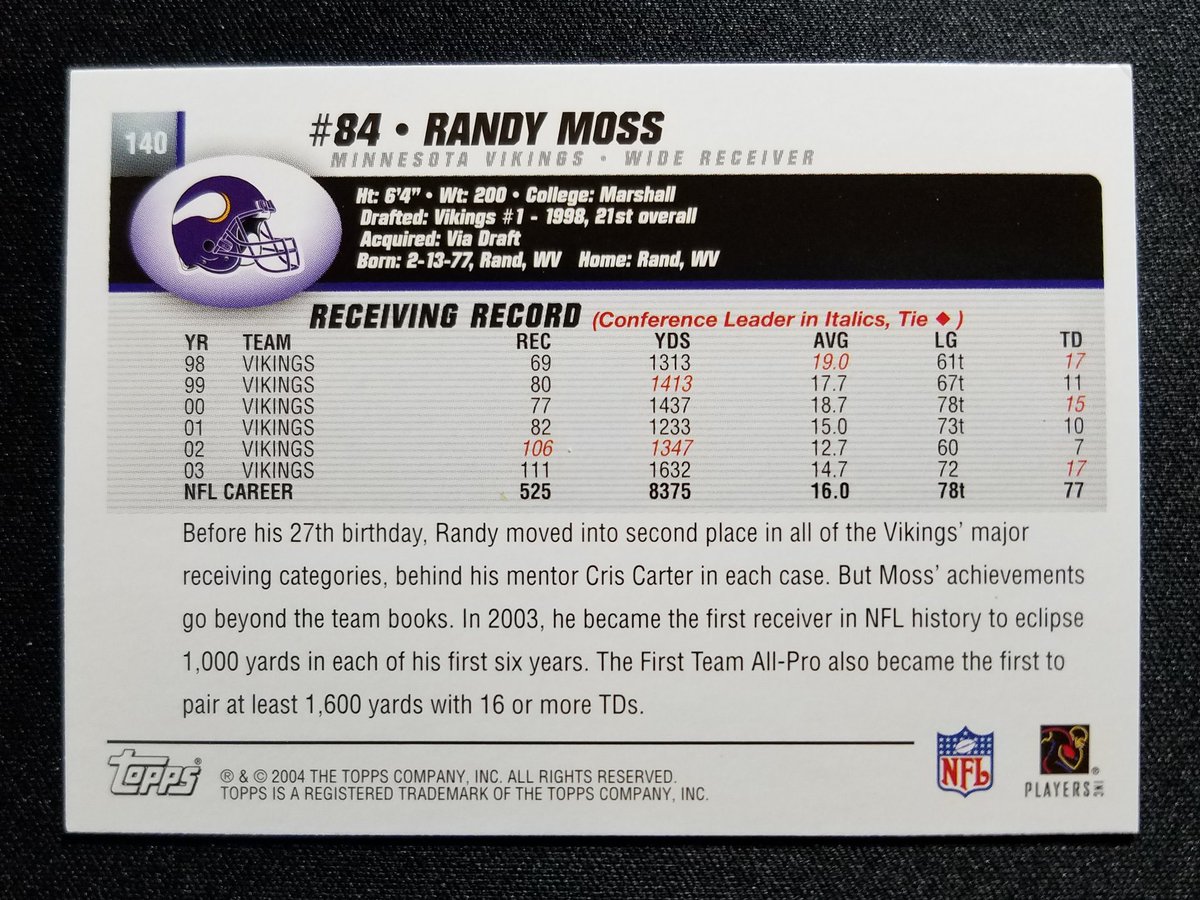 140
#84 • RANDY MOSS
MINNESOTA VIKINGS • WIDE RECEIVER
Ht: 6'4" • Wt: 200 • College: Marshall
Drafted: Vikings #1 - 1998, 21st overall
Acquired: Via Draft
Born: 2-13-77, Rand, WV Home: Rand, WV
RECEIVING RECORD (Conference Leader in Italics, Tie ♦)
YR TEAM REC YDS AVG LG TD
98 VIKINGS 69 1313 19.0 61t 17
99 VIKINGS 80 1413 17.7 67t 11
00 VIKINGS 77 1437 18.7 78t 15
01 VIKINGS 82 1233 15.0 73t 10
02 VIKINGS 106 1347 12.7 60 7
03 VIKINGS 111 1632 14.7 72 17
NFL CAREER 525 8375 16.0 78t 77
Before his 27th birthday, Randy moved into second place in all of the Vikings' major
receiving categories, behind his mentor Cris Carter in each case. But Moss' achievements
go beyond the team books. In 2003, he became the first receiver in NFL history to eclipse
1,000 yards in each of his first six years. The First Team All-Pro also became the first to
pair at least 1,600 yards with 16 or more TDs.
Topps®
® & © 2004 THE TOPPS COMPANY, INC. ALL RIGHTS RESERVED.
TOPPS IS A REGISTERED TRADEMARK OF THE TOPPS COMPANY, INC.
NFL
PLAYERS INC ®